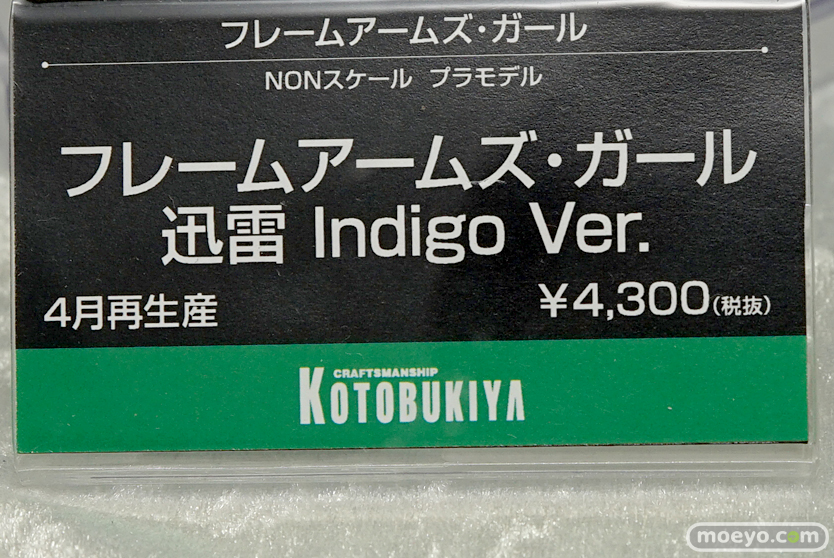 フレームアームズ・ガール
NONスケール プラモデル
フレームアームズ・ガール
迅雷 Indigo Ver.
4月再生産
¥4,300(税抜)
CRAFTSMANSHIP
KOTOBUKIYA
moeyo.com